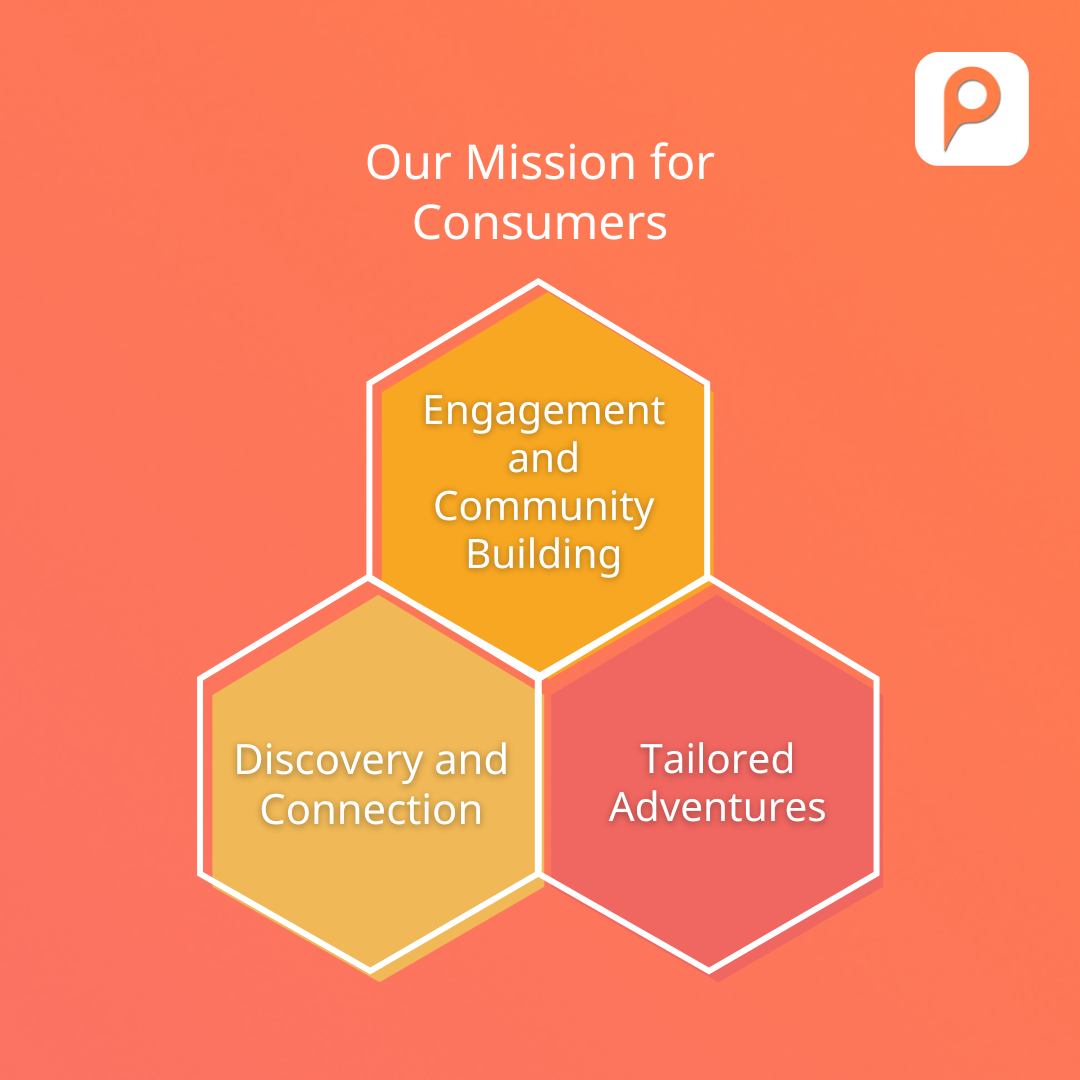 Our Mission for
Consumers
Engagement
and
Community
Building
Discovery and
Connection
Tailored
Adventures